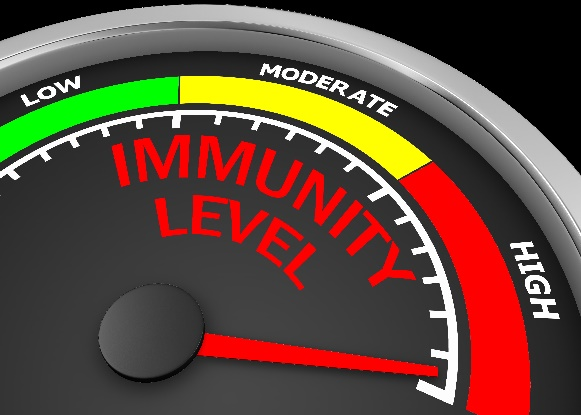 LOW
MODERATE
HIGH
IMMUNITY
LEVEL